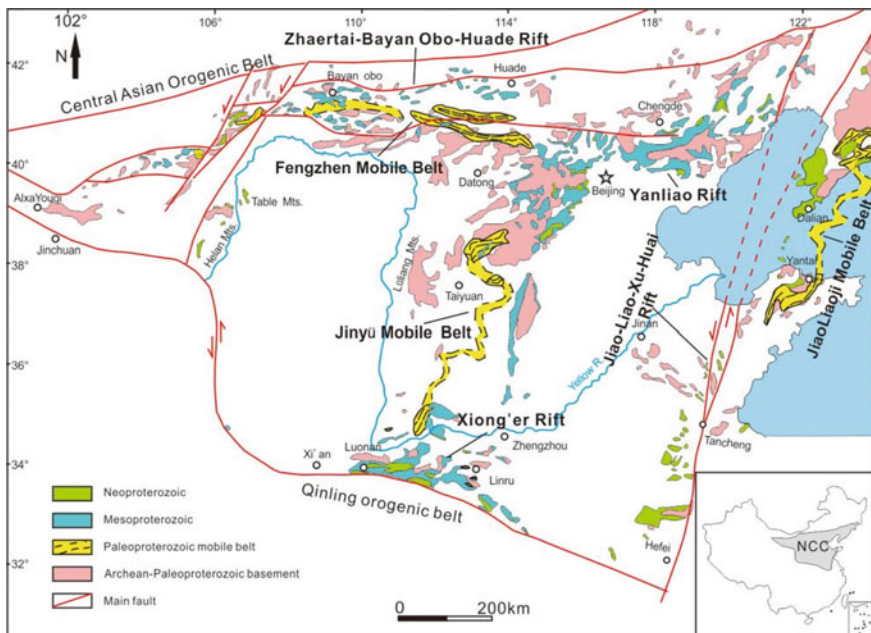 102°
106°
110°
114°
118°
122°
42°
40°
38°
36°
34°
32°
N
Central Asian Orogenic Belt
Zhaertai-Bayan Obo-Huade Rift
Bayan obo
Huade
Chengde
Fengzhen Mobile Belt
Datong
Beijing
Yanliao Rift
AlxaYouqi
Jinchuan
Table Mts.
Helan Mts.
Lüliang Mts.
Taiyuan
Jinyü Mobile Belt
Jiao-Liao-Xu-Huai
Rift
Jinan
Dalian
Yantai
JiaoLiaoji Mobile Belt
Yellow R.
Xiong'er Rift
Xi' an
Luonan
Zhengzhou
Linru
Tancheng
Qinling orogenic belt
Hefei
Neoproterozoic
Mesoproterozoic
Paleoproterozoic mobile belt
Archean-Paleoproterozoic basement
Main fault
0 200km
NCC